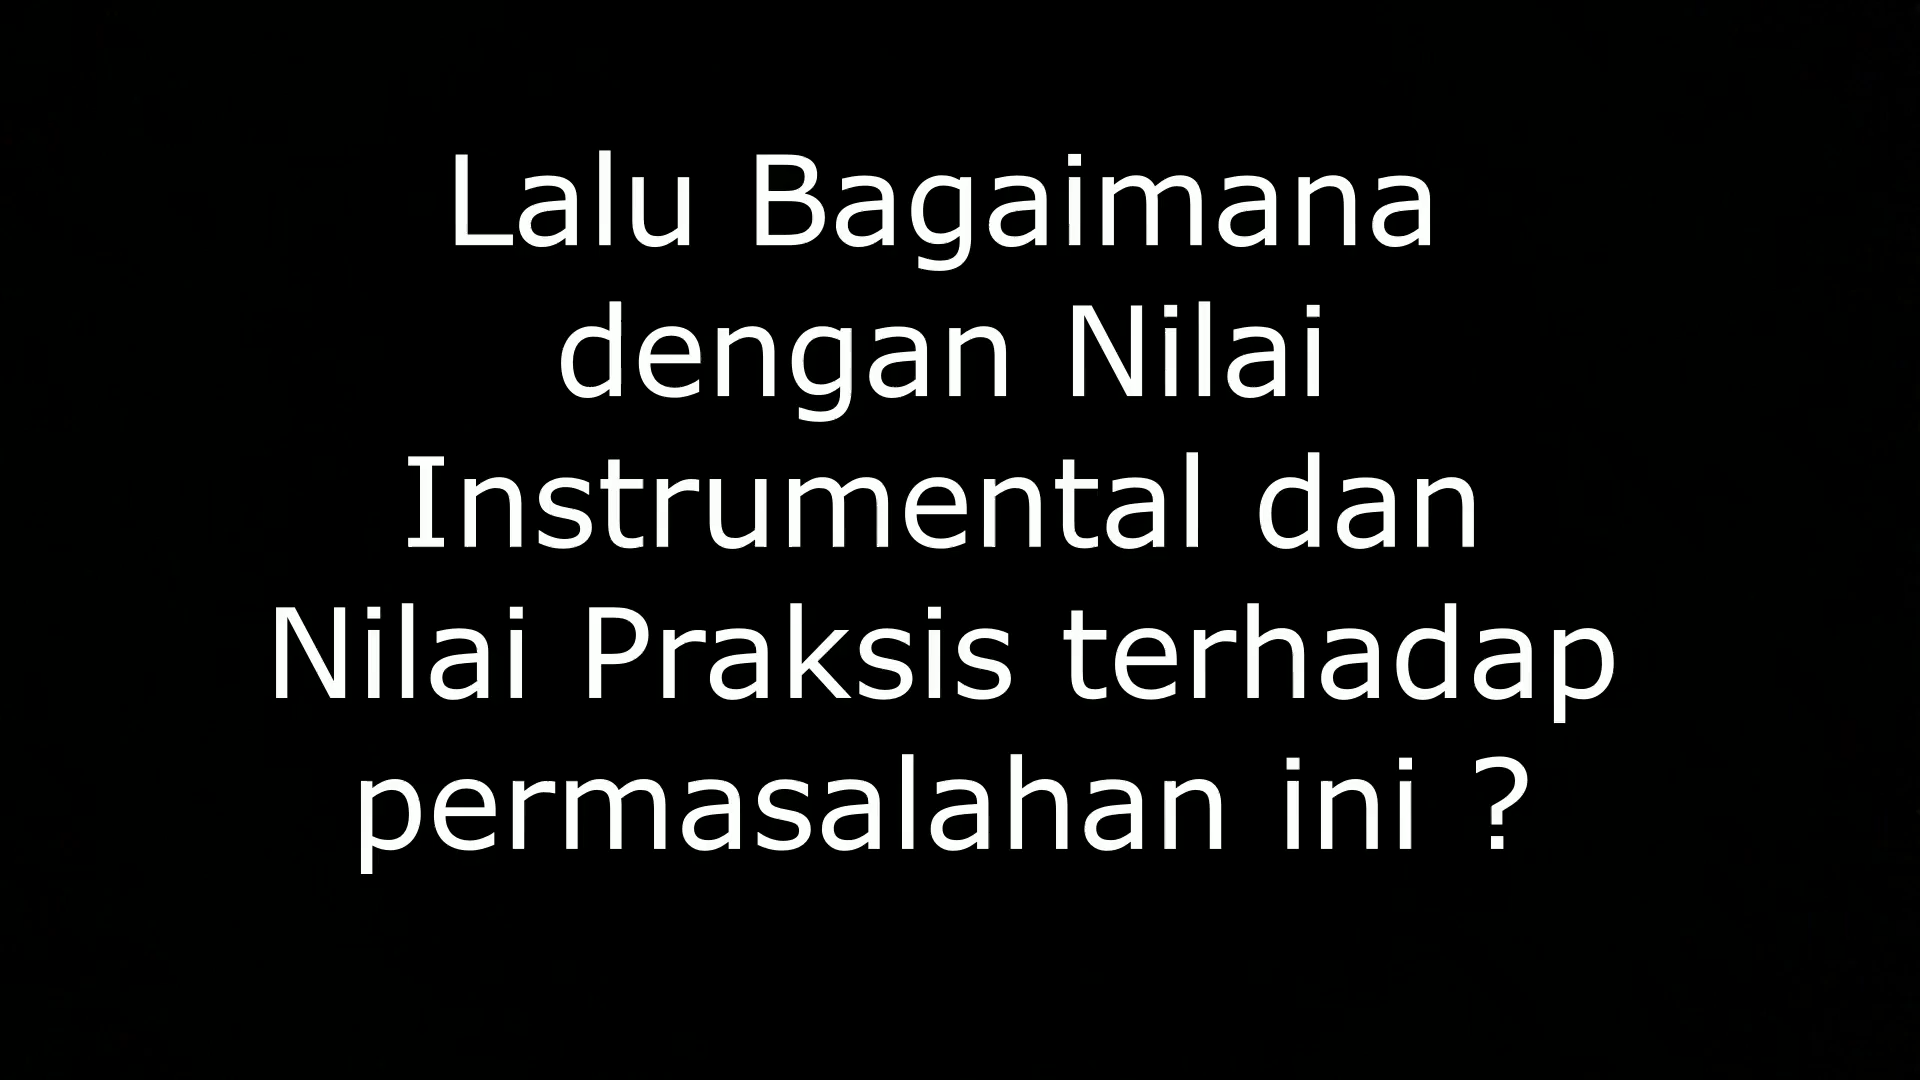 Lalu Bagaimana
dengan Nilai
Instrumental dan
Nilai Praksis terhadap
permasalahan ini ?